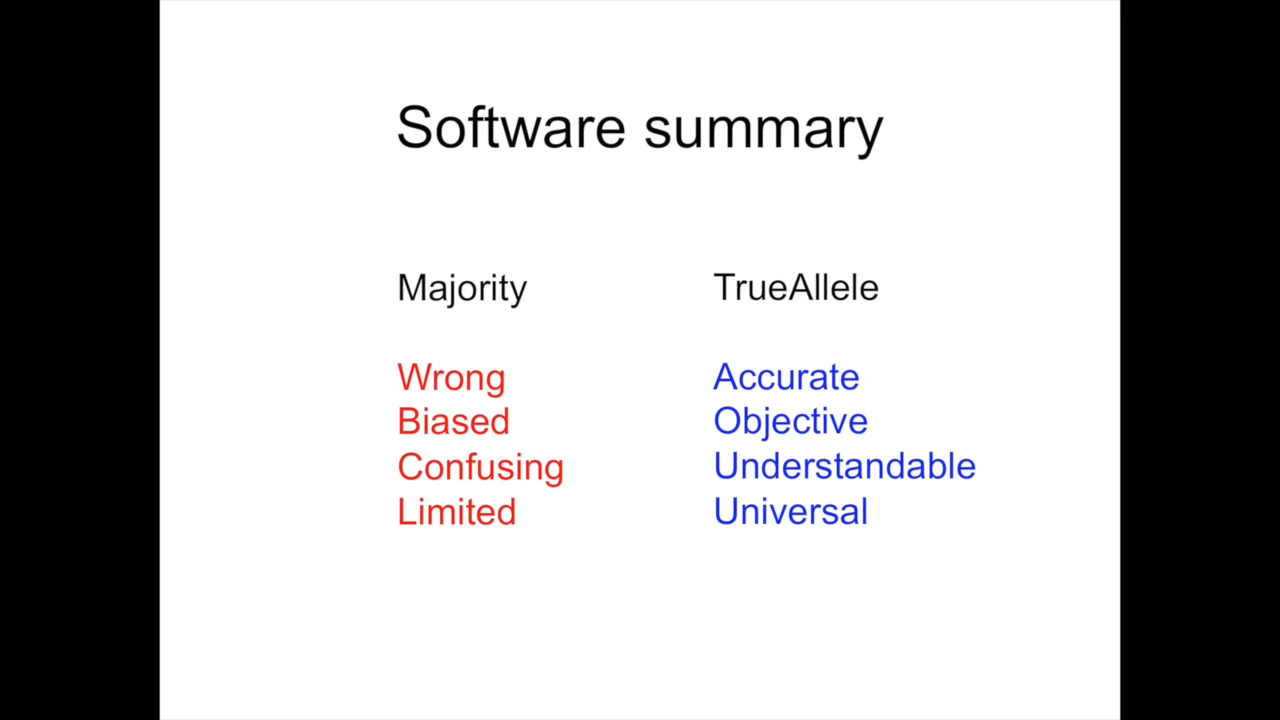 Software summary
Majority TrueAllele
Wrong Accurate
Biased Objective
Confusing Understandable
Limited Universal